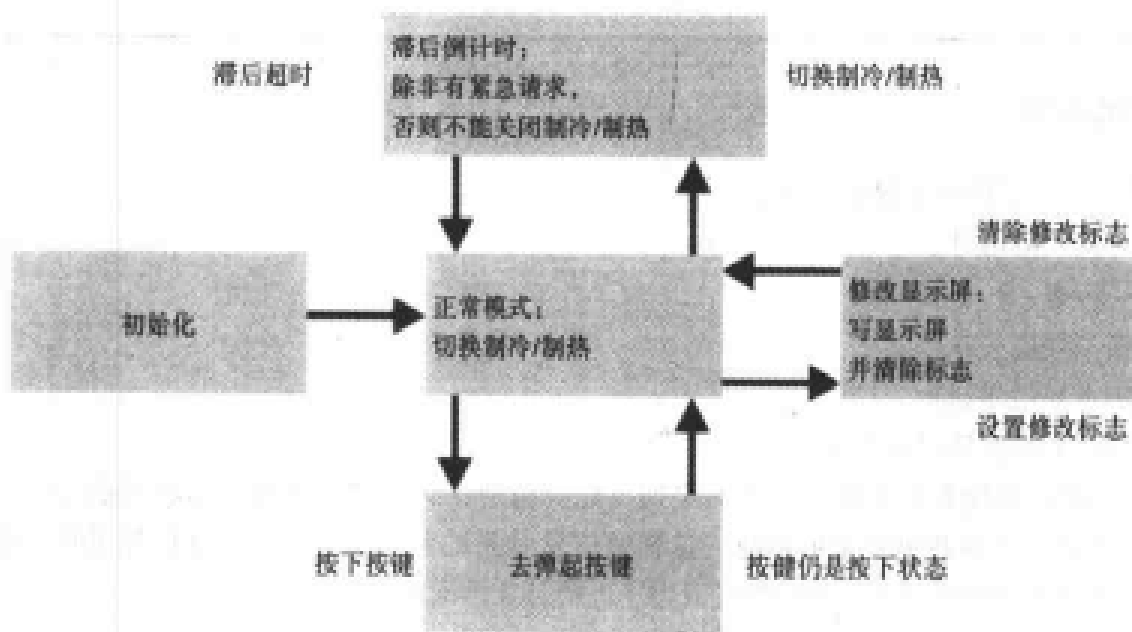 滞后超时
滞后倒计时；
除非有紧急请求，
否则不能关闭制冷/制热
切换制冷/制热
清除修改标志
初始化
正常模式；
切换制冷/制热
修改显示屏；
写显示屏
并清除标志
设置修改标志
按下按键
去弹起按键
按健仍是按下状态